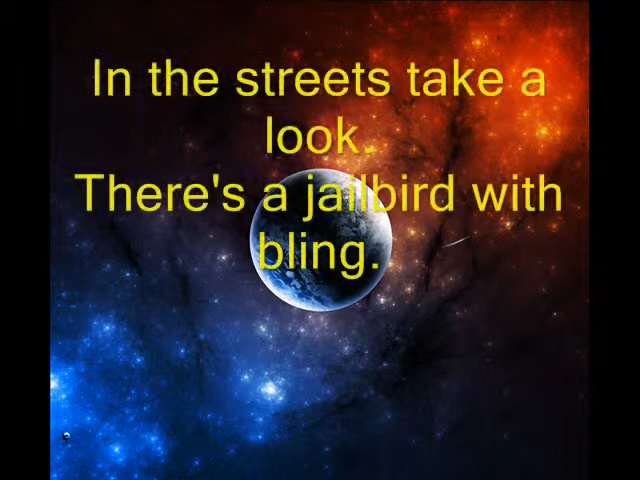 In the streets take a
look.
There's a jailbird with
bling.